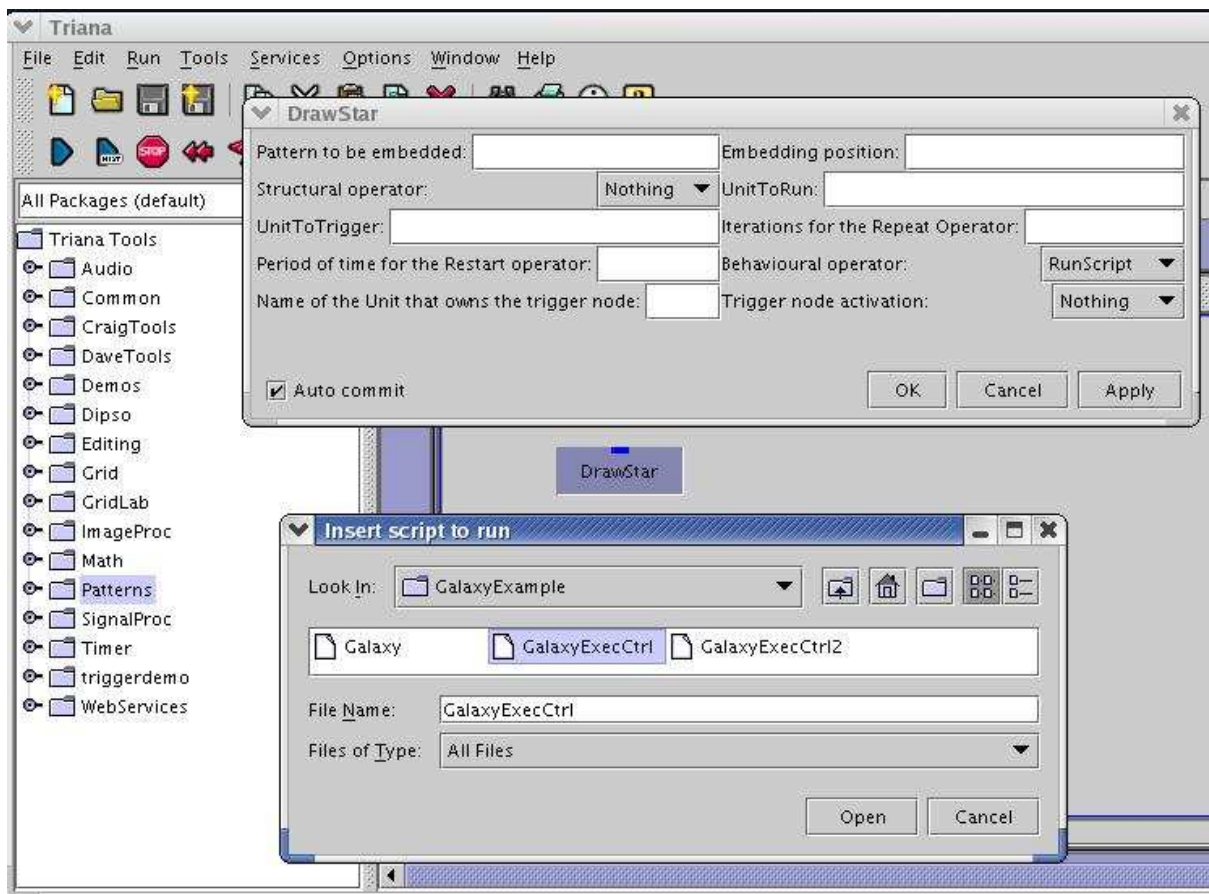 Triana
File Edit Run Tools Services Options Window Help
HIST
STOP
DrawStar
Pattern to be embedded:
Embedding position:
Structural operator:
Nothing
UnitToRun:
UnitToTrigger:
Iterations for the Repeat Operator:
Period of time for the Restart operator:
Behavioural operator:
RunScript
Name of the Unit that owns the trigger node:
Trigger node activation:
Nothing
Auto commit
OK
Cancel
Apply
All Packages (default)
Triana Tools
Audio
Common
CraigTools
DaveTools
Demos
Dipso
Editing
Grid
GridLab
ImageProc
Math
Patterns
SignalProc
Timer
triggerdemo
WebServices
DrawStar
Insert script to run
Look In:
GalaxyExample
Galaxy
GalaxyExecCtrl
GalaxyExecCtrl2
File Name:
GalaxyExecCtrl
Files of Type:
All Files
Open
Cancel